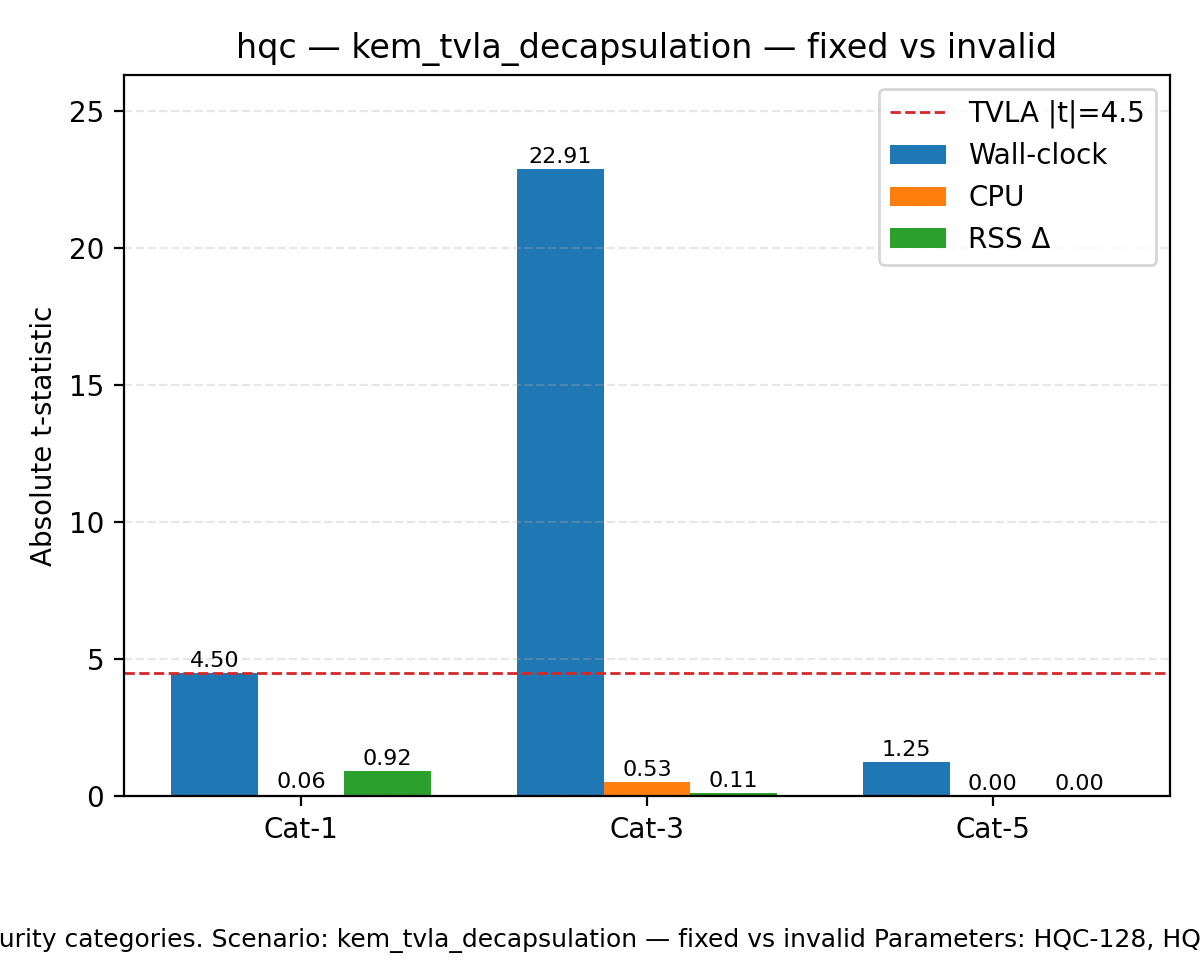 hqc — kem_tvla_decapsulation — fixed vs invalid
TVLA |t|=4.5
Wall-clock
CPU
RSS Δ
Absolute t-statistic
25
20
15
10
5
0
4.50
0.06
0.92
22.91
0.53
0.11
1.25
0.00
0.00
Cat-1
Cat-3
Cat-5
urity categories. Scenario: kem_tvla_decapsulation — fixed vs invalid Parameters: HQC-128, HQ